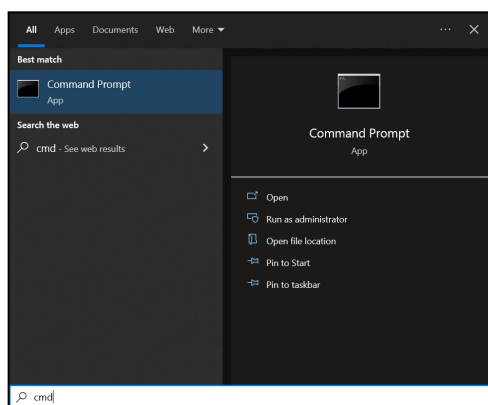 All Apps Documents Web More
Best match
Command Prompt
App
Search the web
cmd - See web results
Command Prompt
App
Open
Run as administrator
Open file location
Pin to Start
Pin to taskbar
cmd